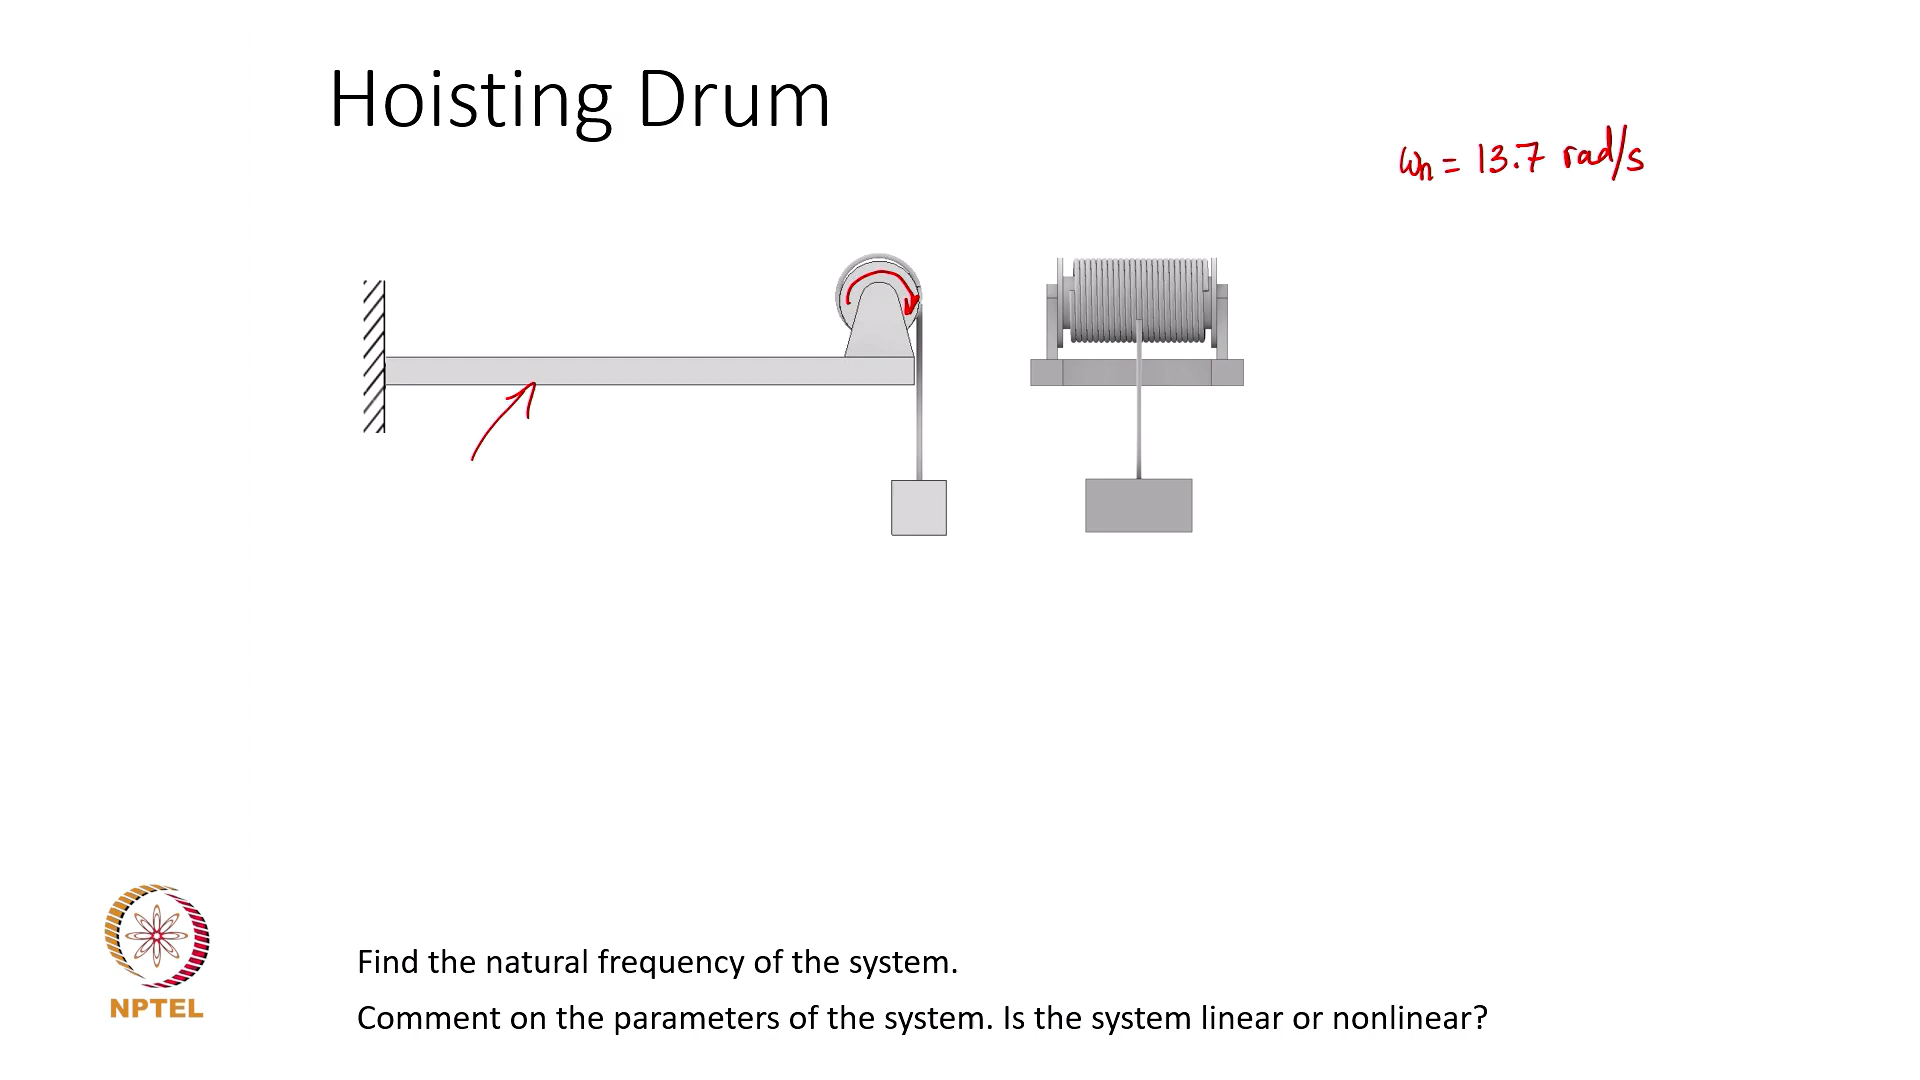 Hoisting Drum
ωn = 13.7 rad/s
NPTEL
Find the natural frequency of the system.
Comment on the parameters of the system. Is the system linear or nonlinear?